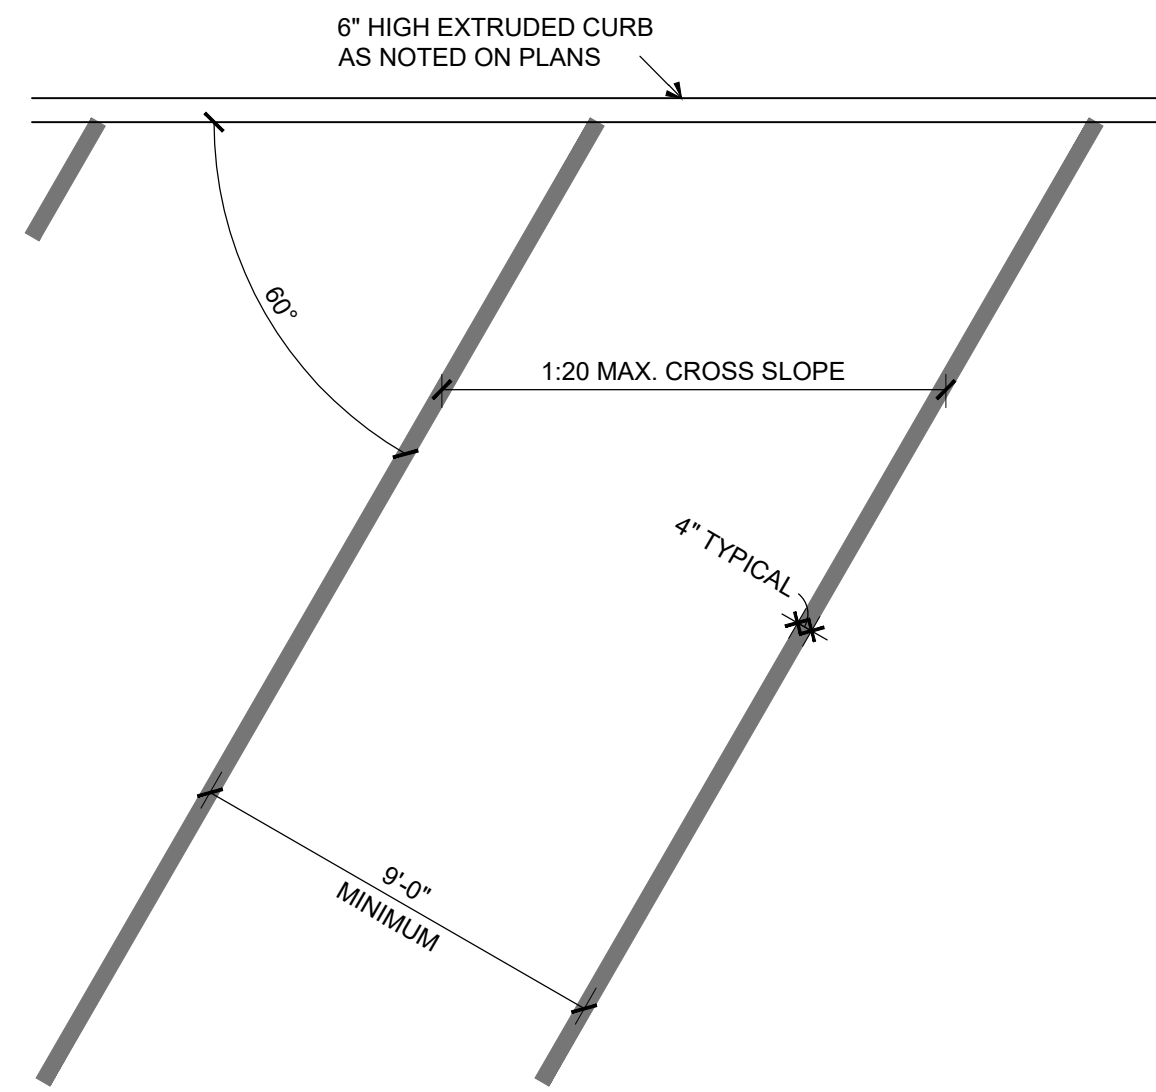 6" HIGH EXTRUDED CURB
AS NOTED ON PLANS
60°
1:20 MAX. CROSS SLOPE
4" TYPICAL
9'-0"
MINIMUM